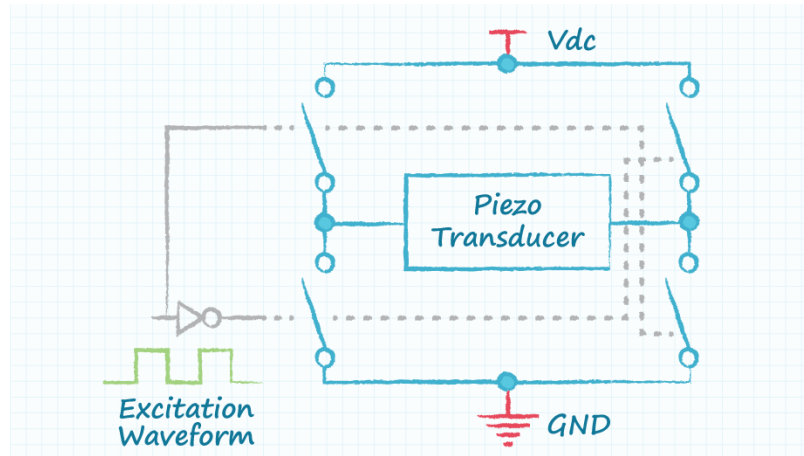 Vdc
Piezo
Transducer
Excitation
Waveform
GND